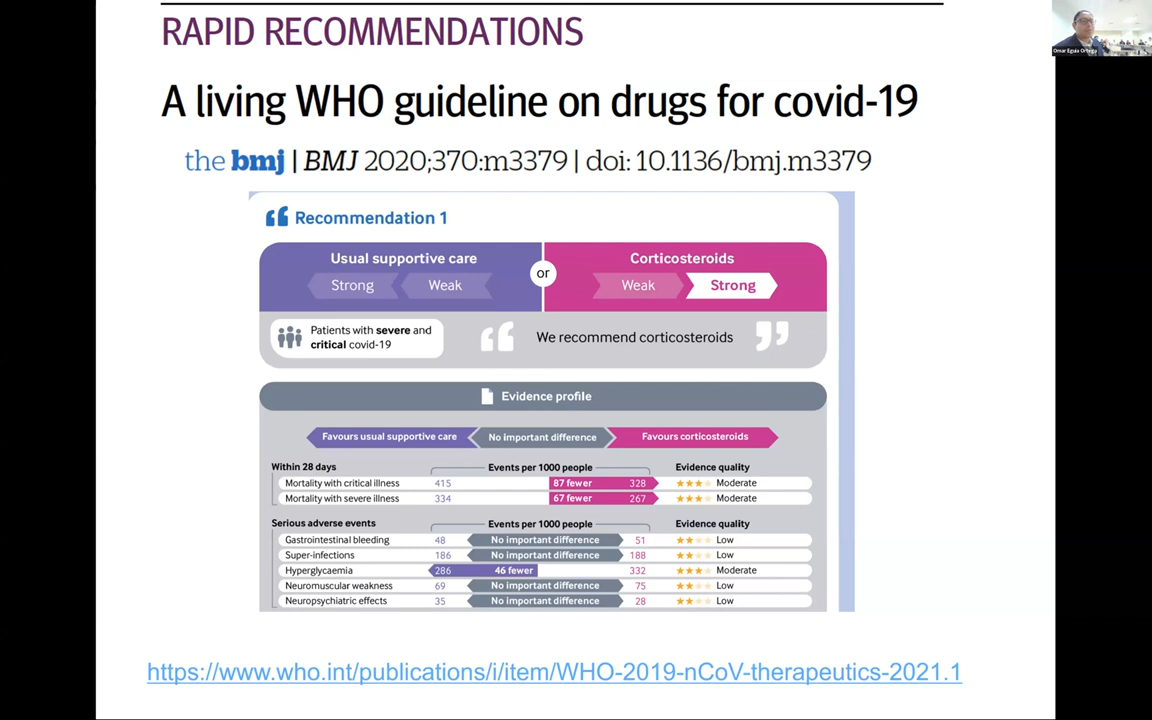 RAPID RECOMMENDATIONS
A living WHO guideline on drugs for covid-19
the bmj | BMJ 2020;370:m3379 | doi: 10.1136/bmj.m3379
Recommendation 1
Usual supportive care
Strong Weak
or
Corticosteroids
Weak Strong
Patients with severe and
critical covid-19
We recommend corticosteroids
Evidence profile
Favours usual supportive care No important difference Favours corticosteroids
Within 28 days Events per 1000 people Evidence quality
Mortality with critical illness 415 87 fewer 328 Moderate
Mortality with severe illness 334 67 fewer 267 Moderate
Serious adverse events Events per 1000 people Evidence quality
Gastrointestinal bleeding 48 No important difference 51 Low
Super-infections 186 No important difference 188 Low
Hyperglycaemia 286 46 fewer 332 Moderate
Neuromuscular weakness 69 No important difference 75 Low
Neuropsychiatric effects 35 No important difference 28 Low
https://www.who.int/publications/i/item/WHO-2019-nCoV-therapeutics-2021.1
Omar Eguia Ortega